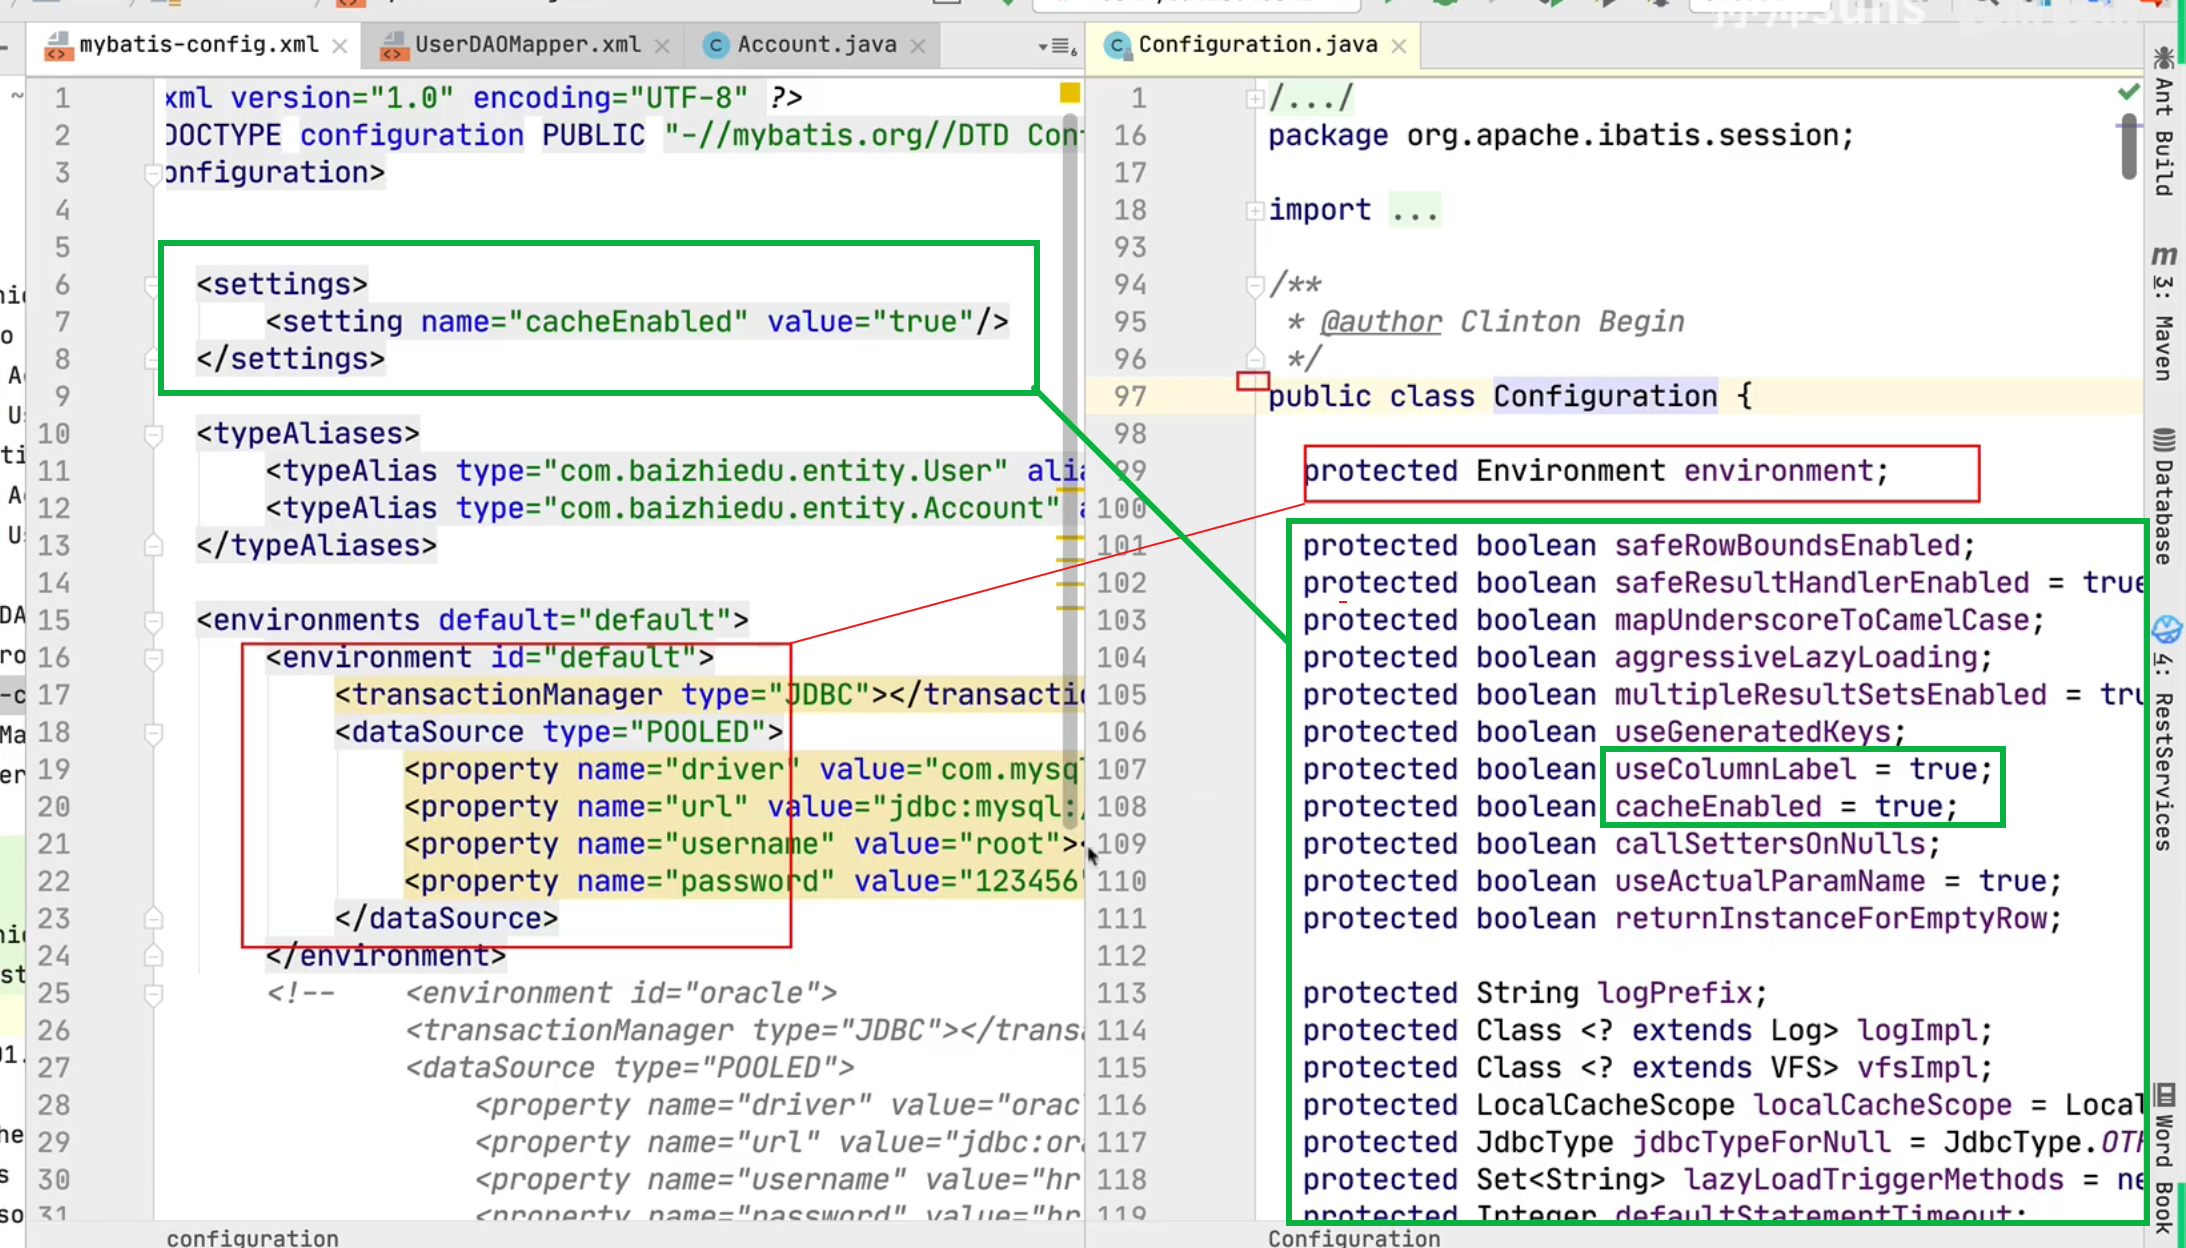 mybatis-config.xml
UserDAOMapper.xml
Account.java
Configuration.java
1 xml version="1.0" encoding="UTF-8" ?>
2 DOCTYPE configuration PUBLIC "-//mybatis.org//DTD Con
3 onfiguration>
4
5
6 <settings>
7 <setting name="cacheEnabled" value="true"/>
8 </settings>
9
10 <typeAliases>
11 <typeAlias type="com.baizhiedu.entity.User" alia
12 <typeAlias type="com.baizhiedu.entity.Account" a
13 </typeAliases>
14
15 <environments default="default">
16 <environment id="default">
17 <transactionManager type="JDBC"></transactio
18 <dataSource type="POOLED">
19 <property name="driver" value="com.mysq
20 <property name="url" value="jdbc:mysql:/
21 <property name="username" value="root"><
22 <property name="password" value="123456"
23 </dataSource>
24 </environment>
25 <!-- <environment id="oracle">
26 <transactionManager type="JDBC"></transa
27 <dataSource type="POOLED">
28 <property name="driver" value="orac
29 <property name="url" value="jdbc:ora
30 <property name="username" value="hr
31 <property name="password" value="hr
configuration
1 /.../
16 package org.apache.ibatis.session;
17
18 import ...
93
94 /**
95 * @author Clinton Begin
96 */
97 public class Configuration {
98
99 protected Environment environment;
100
101 protected boolean safeRowBoundsEnabled;
102 protected boolean safeResultHandlerEnabled = true
103 protected boolean mapUnderscoreToCamelCase;
104 protected boolean aggressiveLazyLoading;
105 protected boolean multipleResultSetsEnabled = tru
106 protected boolean useGeneratedKeys;
107 protected boolean useColumnLabel = true;
108 protected boolean cacheEnabled = true;
109 protected boolean callSettersOnNulls;
110 protected boolean useActualParamName = true;
111 protected boolean returnInstanceForEmptyRow;
112
113 protected String logPrefix;
114 protected Class <? extends Log> logImpl;
115 protected Class <? extends VFS> vfsImpl;
116 protected LocalCacheScope localCacheScope = Local
117 protected JdbcType jdbcTypeForNull = JdbcType.OTH
118 protected Set<String> lazyLoadTriggerMethods = ne
119 protected Integer defaultStatementTimeout;
Configuration
Ant Build
3: Maven
Database
4: RestServices
Word Book